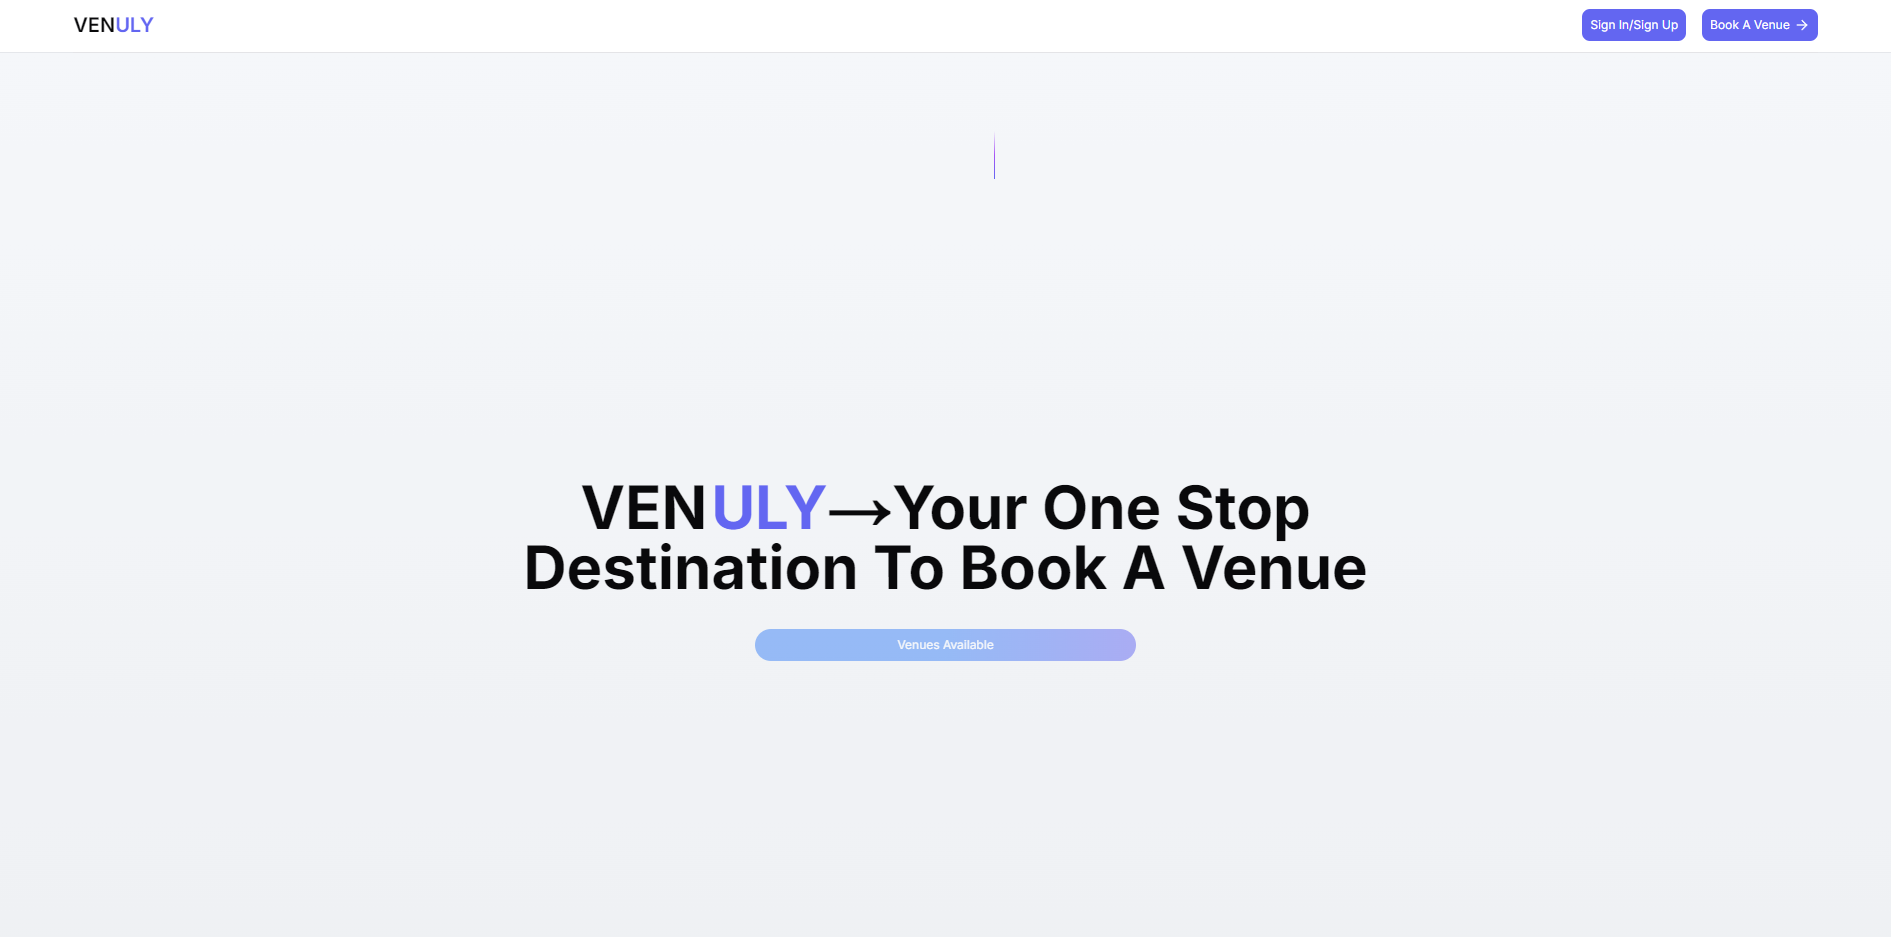 VENULY
Sign In/Sign Up
Book A Venue →
VENULY→Your One Stop
Destination To Book A Venue
Venues Available